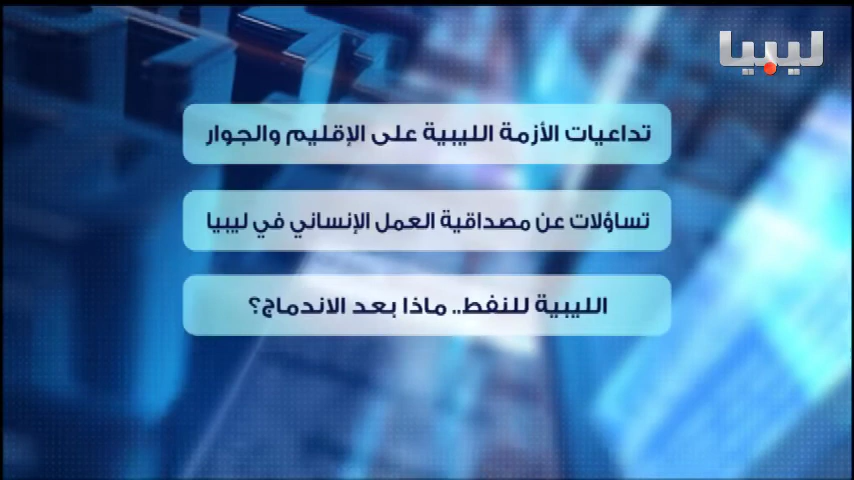 ليبيا
تداعيات الأزمة الليبية على الإقليم والجوار
تساؤلات عن مصداقية العمل الإنساني في ليبيا
الليبية للنفط.. ماذا بعد الاندماج؟